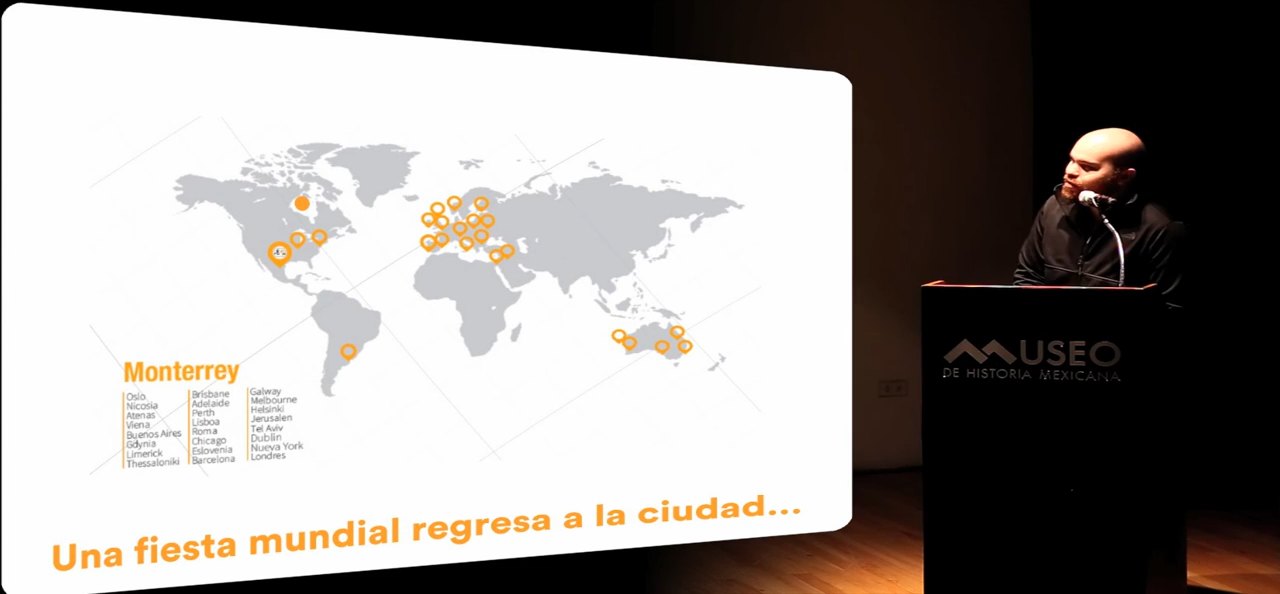 Monterrey
Oslo
Nicosia
Atenas
Viena
Buenos Aires
Gdynia
Limerick
Thessaloniki
Brisbane
Adelaide
Perth
Lisboa
Roma
Chicago
Eslovenia
Barcelona
Galway
Melbourne
Helsinki
Jerusalen
Tel Aviv
Dublin
Nueva York
Londres
Una fiesta mundial regresa a la ciudad...
MUSEO
DE HISTORIA MEXICANA